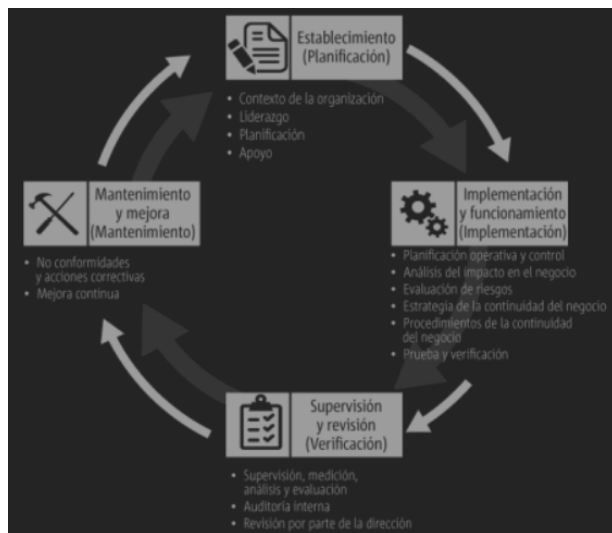 Establecimiento
(Planificación)
• Contexto de la organización
• Liderazgo
• Planificación
• Apoyo
Implementación
y funcionamiento
(Implementación)
• Planificación operativa y control
• Análisis del impacto en el negocio
• Evaluación de riesgos
• Estrategia de la continuidad del negocio
• Procedimientos de la continuidad
del negocio
• Prueba y verificación
Supervisión
y revisión
(Verificación)
• Supervisión, medición,
análisis y evaluación
• Auditoría interna
• Revisión por parte de la dirección
Mantenimiento
y mejora
(Mantenimiento)
• No conformidades
y acciones correctivas
• Mejora continua